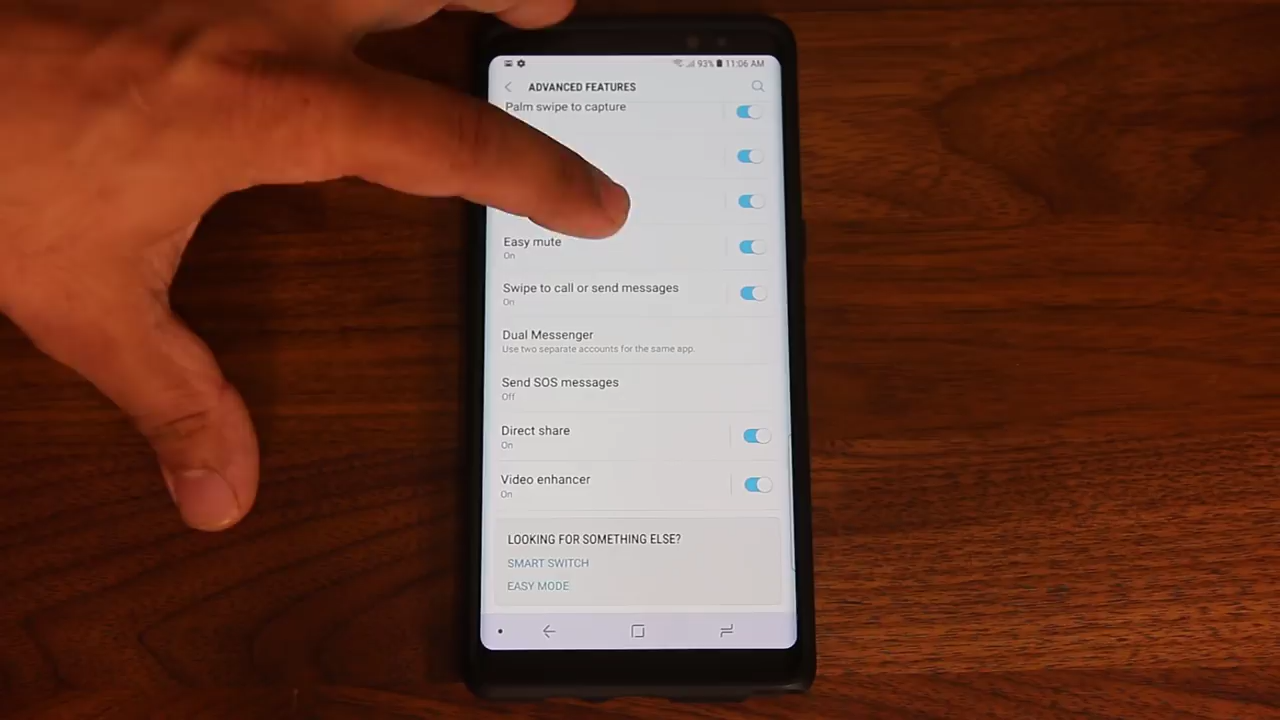 93% 11:06 AM
ADVANCED FEATURES
Palm swipe to capture
Easy mute
On
Swipe to call or send messages
On
Dual Messenger
Use two separate accounts for the same app.
Send SOS messages
Off
Direct share
On
Video enhancer
On
LOOKING FOR SOMETHING ELSE?
SMART SWITCH
EASY MODE